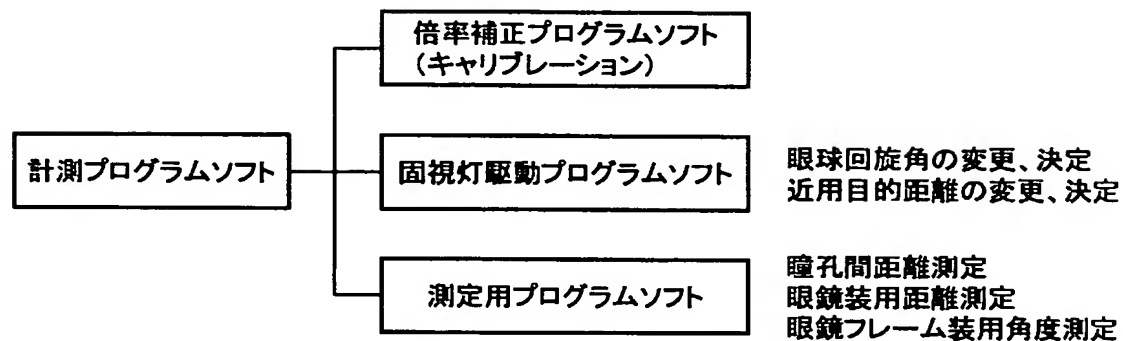 倍率補正プログラムソフト
(キャリブレーション)
計測プログラムソフト
固視灯駆動プログラムソフト
眼球回旋角の変更、決定
近用目的距離の変更、決定
測定用プログラムソフト
瞳孔間距離測定
眼鏡装用距離測定
眼鏡フレーム装用角度測定